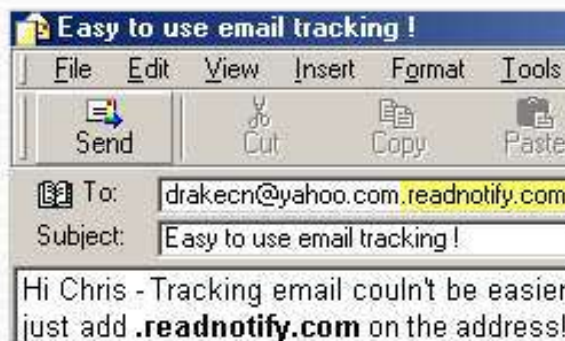 Easy to use email tracking !
File Edit View Insert Format Tools
Send Cut Copy Paste
To: drakecn@yahoo.com.readnotify.com
Subject: Easy to use email tracking !
Hi Chris - Tracking email couln't be easier
just add .readnotify.com on the address!